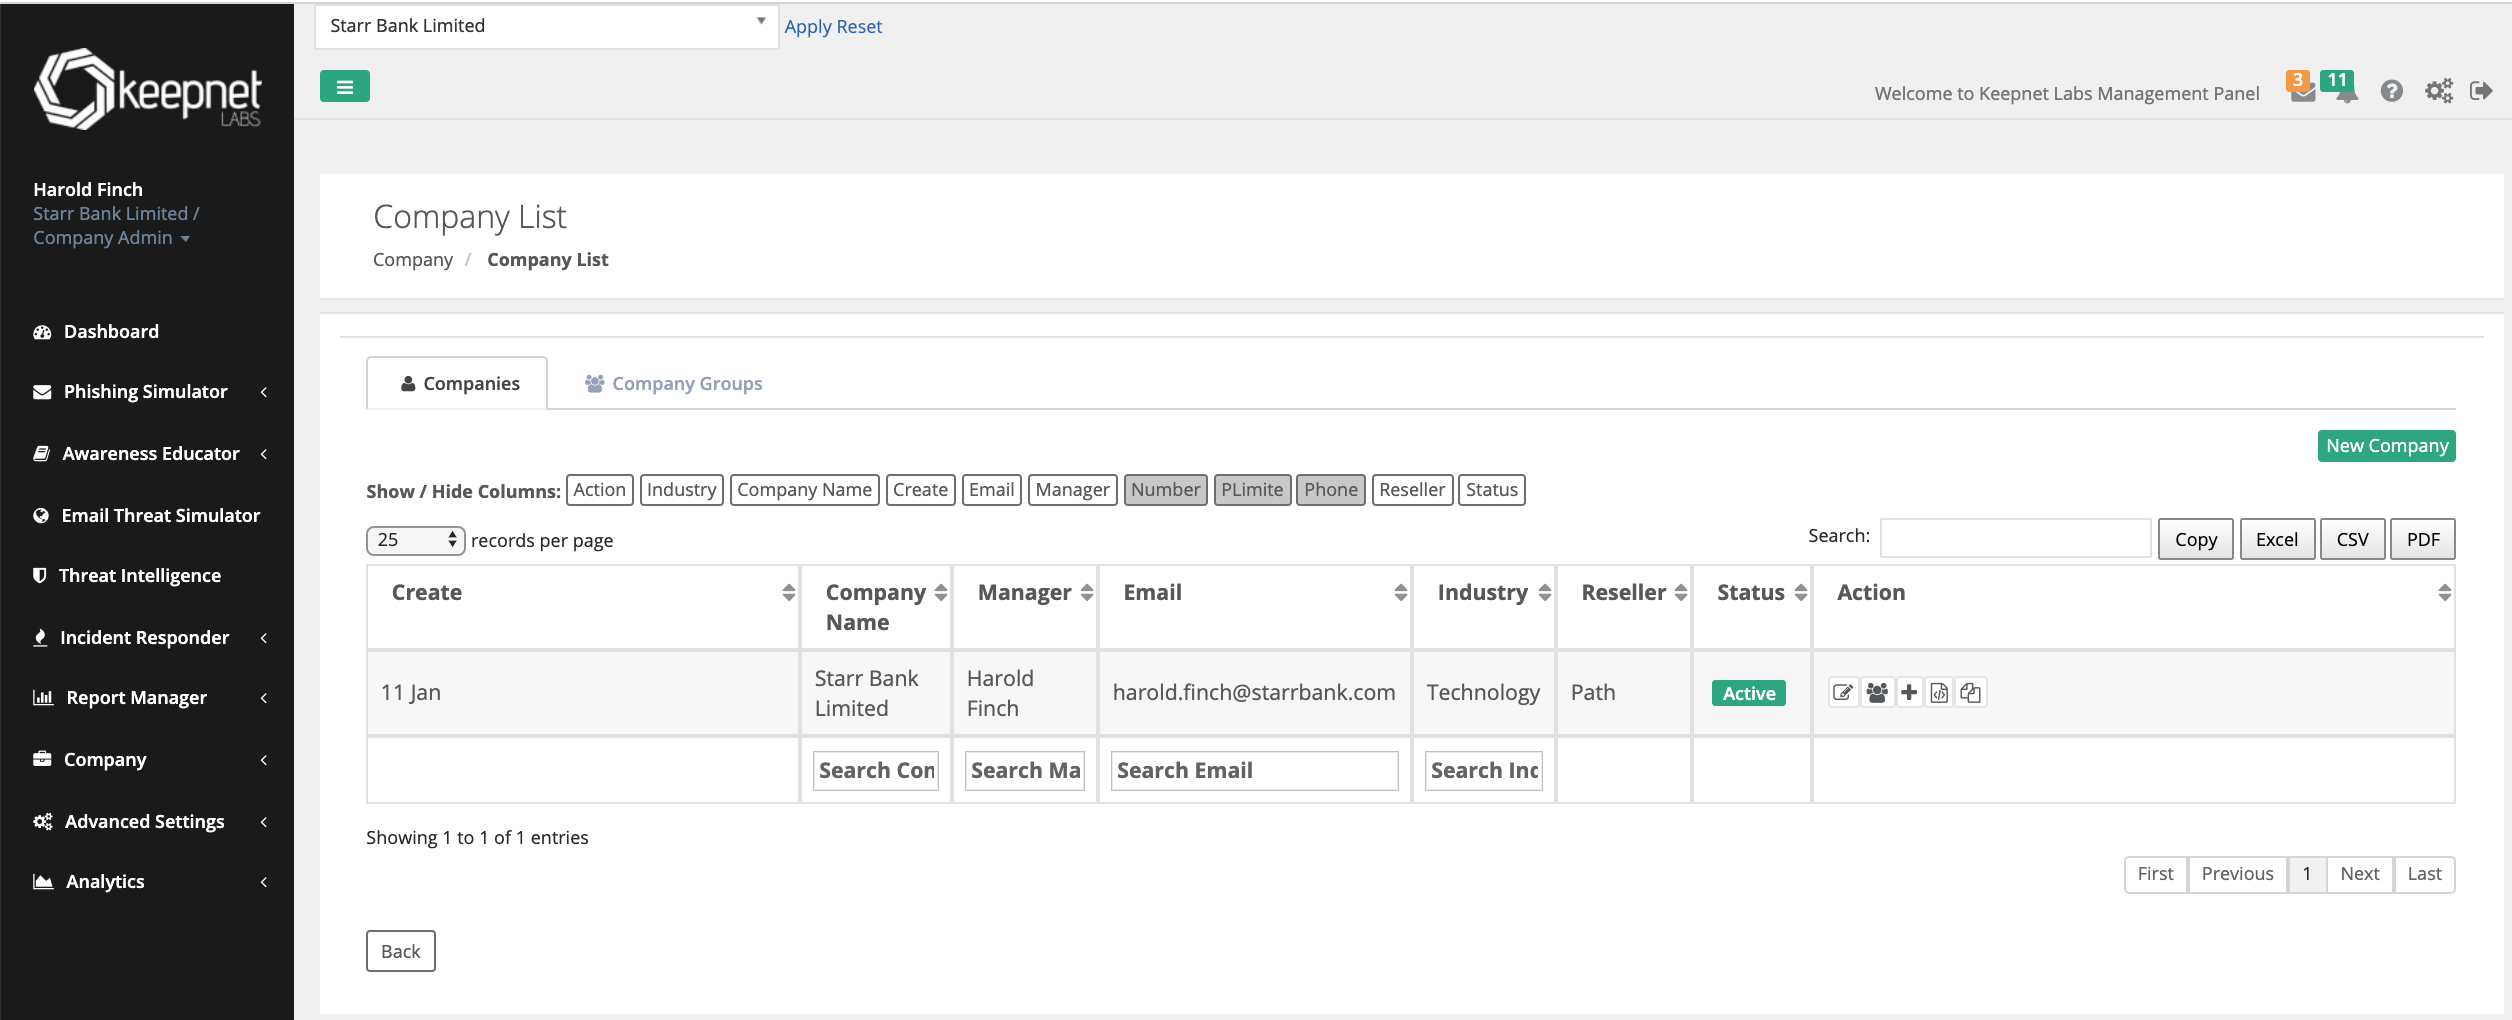 Starr Bank Limited
Apply Reset
keepnet
LABS
Welcome to Keepnet Labs Management Panel
3
11
Harold Finch
Starr Bank Limited /
Company Admin
Dashboard
Phishing Simulator
Awareness Educator
Email Threat Simulator
Threat Intelligence
Incident Responder
Report Manager
Company
Advanced Settings
Analytics
Company List
Company / Company List
Companies
Company Groups
New Company
Show / Hide Columns: Action Industry Company Name Create Email Manager Number PLimite Phone Reseller Status
25 records per page
Search:
Copy Excel CSV PDF
Create Company Name Manager Email Industry Reseller Status Action
11 Jan Starr Bank Limited Harold Finch harold.finch@starrbank.com Technology Path Active
Search Con Search Ma Search Email Search Inc
Showing 1 to 1 of 1 entries
First Previous 1 Next Last
Back